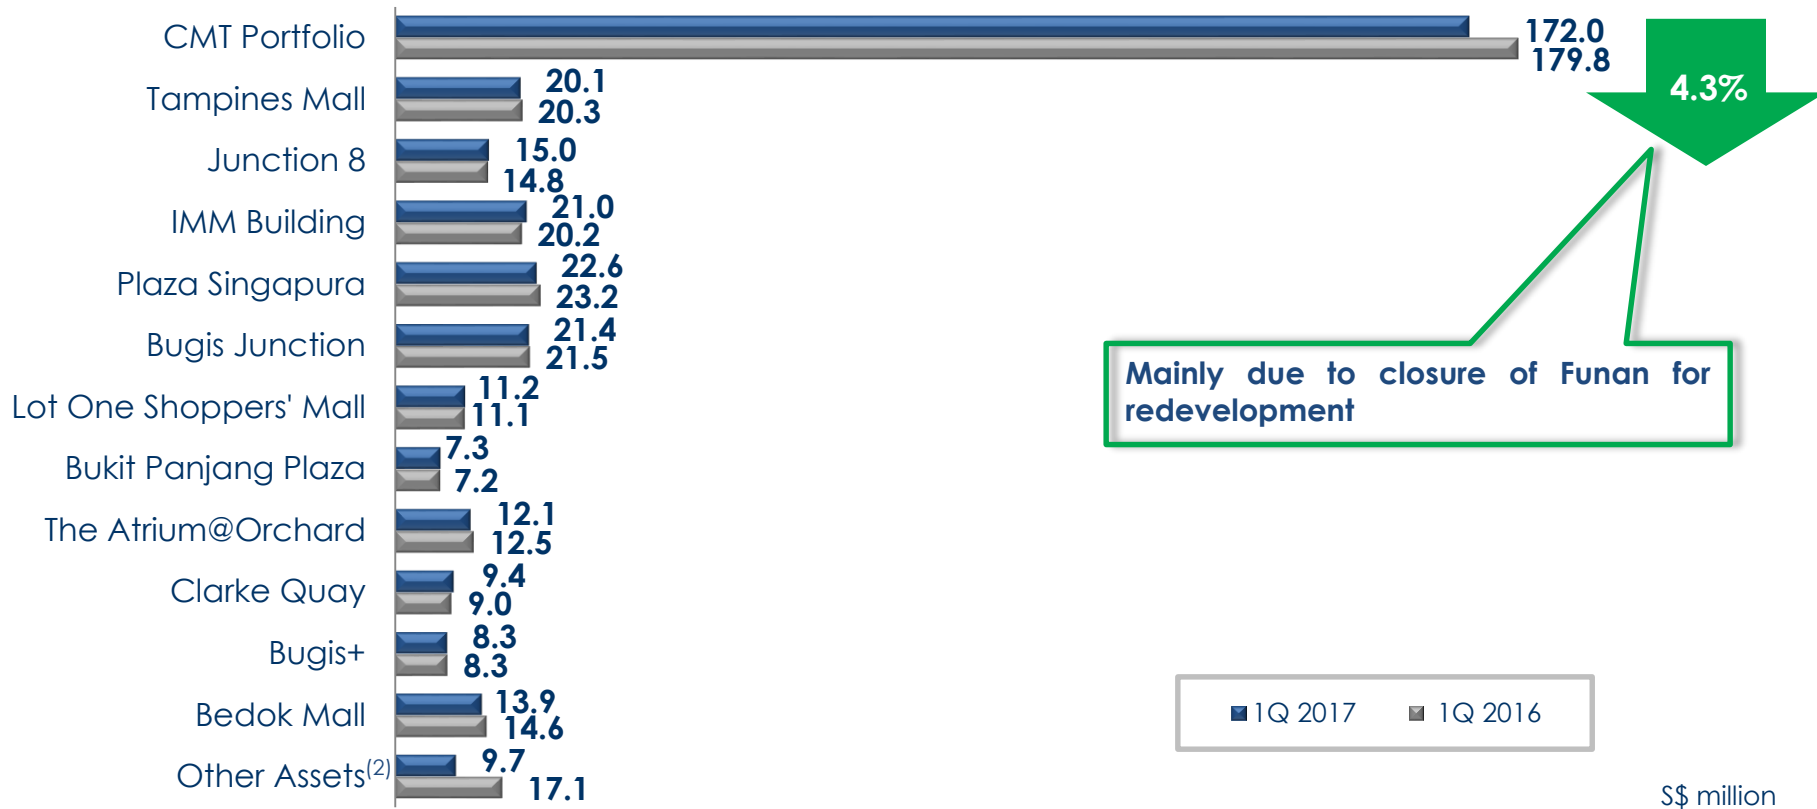 CMT Portfolio
172.0
179.8
4.3%
Tampines Mall
20.1
20.3
Junction 8
15.0
14.8
IMM Building
21.0
20.2
Plaza Singapura
22.6
23.2
Bugis Junction
21.4
21.5
Mainly due to closure of Funan for
redevelopment
Lot One Shoppers' Mall
11.2
11.1
Bukit Panjang Plaza
7.3
7.2
The Atrium@Orchard
12.1
12.5
Clarke Quay
9.4
9.0
Bugis+
8.3
8.3
Bedok Mall
13.9
14.6
1Q 2017
1Q 2016
Other Assets(2)
9.7
17.1
S$ million